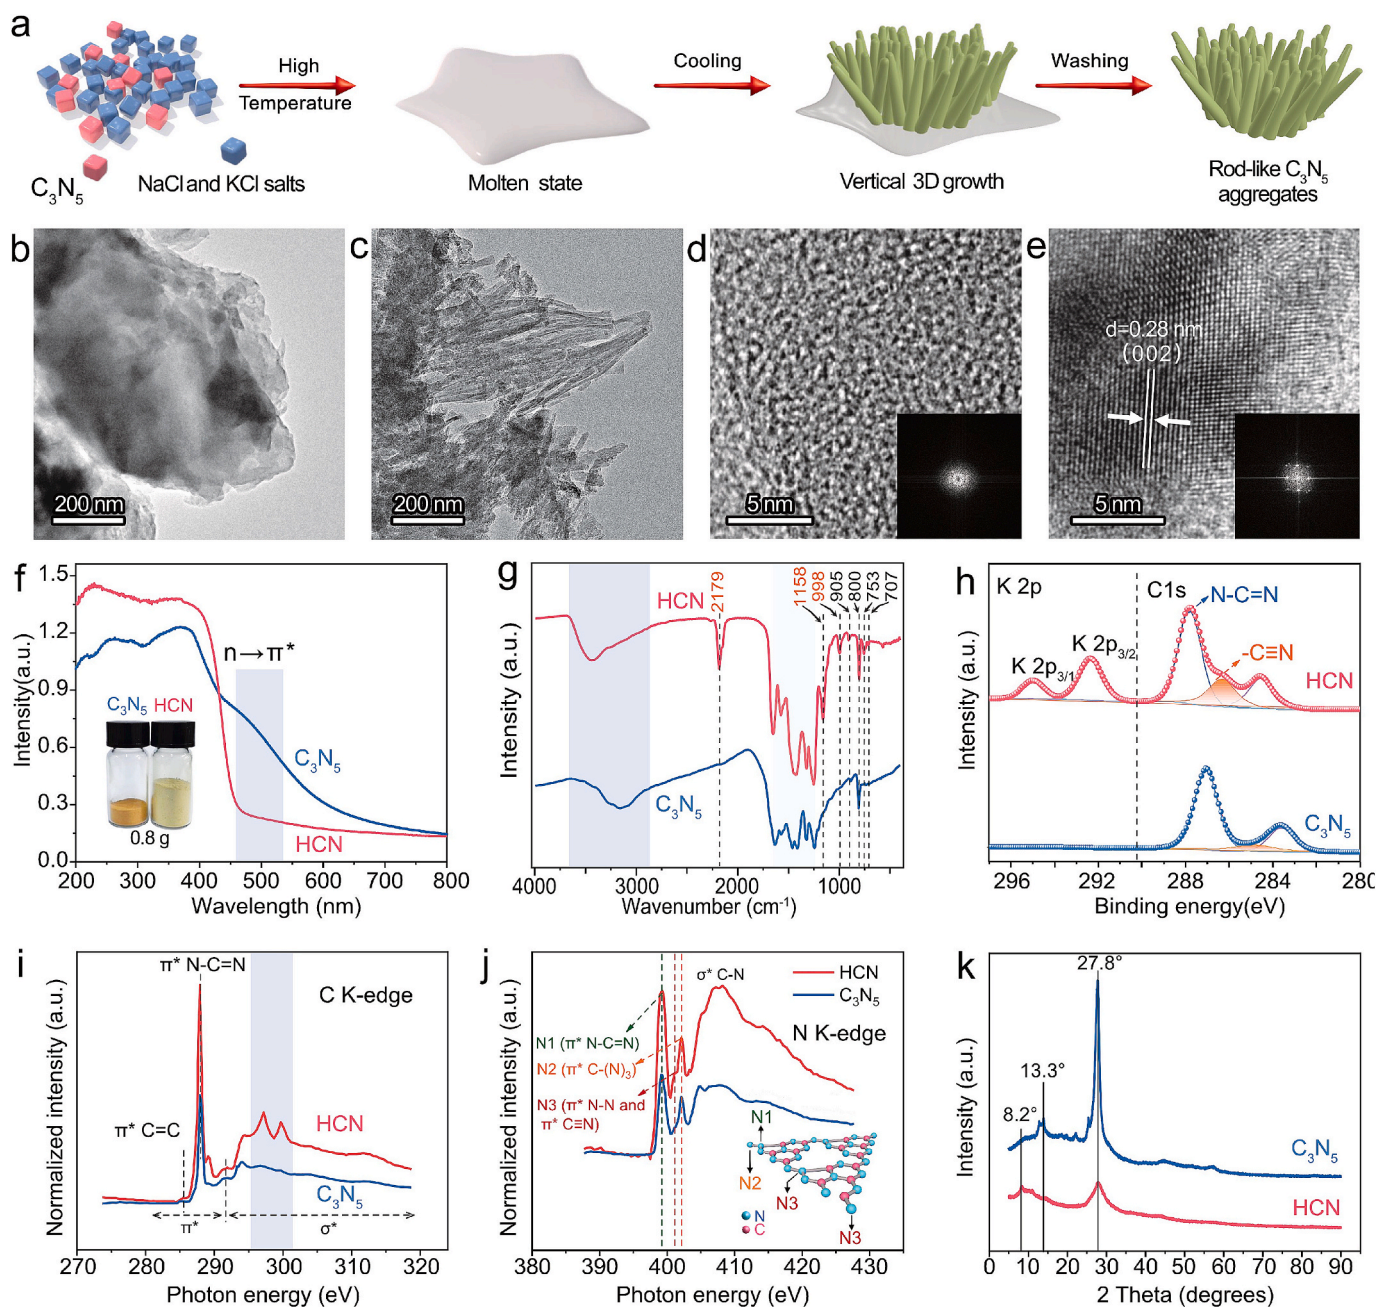 a
High
Temperature
Cooling
Washing
C₃N₅
NaCl and KCl salts
Molten state
Vertical 3D growth
Rod-like C₃N₅
aggregates
b
200 nm
c
200 nm
d
5nm
e
d=0.28 nm
(002)
5nm
f
Intensity(a.u.)
1.5
1.2
0.9
0.6
0.3
0.0
n→π*
C₃N₅ HCN
0.8 g
C₃N₅
HCN
200 300 400 500 600 700 800
Wavelength (nm)
g
Intensity (a.u.)
2179
1158
998
905
800
753
707
HCN
C₃N₅
4000 3000 2000 1000
Wavenumber (cm⁻¹)
h
Intensity (a.u.)
K 2p
C1s
N-C=N
K 2p₃/₂
K 2p₃/₁
-C≡N
HCN
C₃N₅
296 292 288 284 280
Binding energy(eV)
i
Normalized intensity (a.u.)
π* N-C=N
C K-edge
π* C=C
HCN
C₃N₅
π*
σ*
270 280 290 300 310 320
Photon energy (eV)
j
Normalized intensity (a.u.)
σ* C-N
HCN
C₃N₅
N K-edge
N1 (π* N-C=N)
N2 (π* C-(N)₃)
N3 (π* N-N and
π* C≡N)
N1
N2
N3
N
C
N3
380 390 400 410 420 430
Photon energy (eV)
k
Intensity (a.u.)
27.8°
13.3°
8.2°
C₃N₅
HCN
0 10 20 30 40 50 60 70 80 90
2 Theta (degrees)